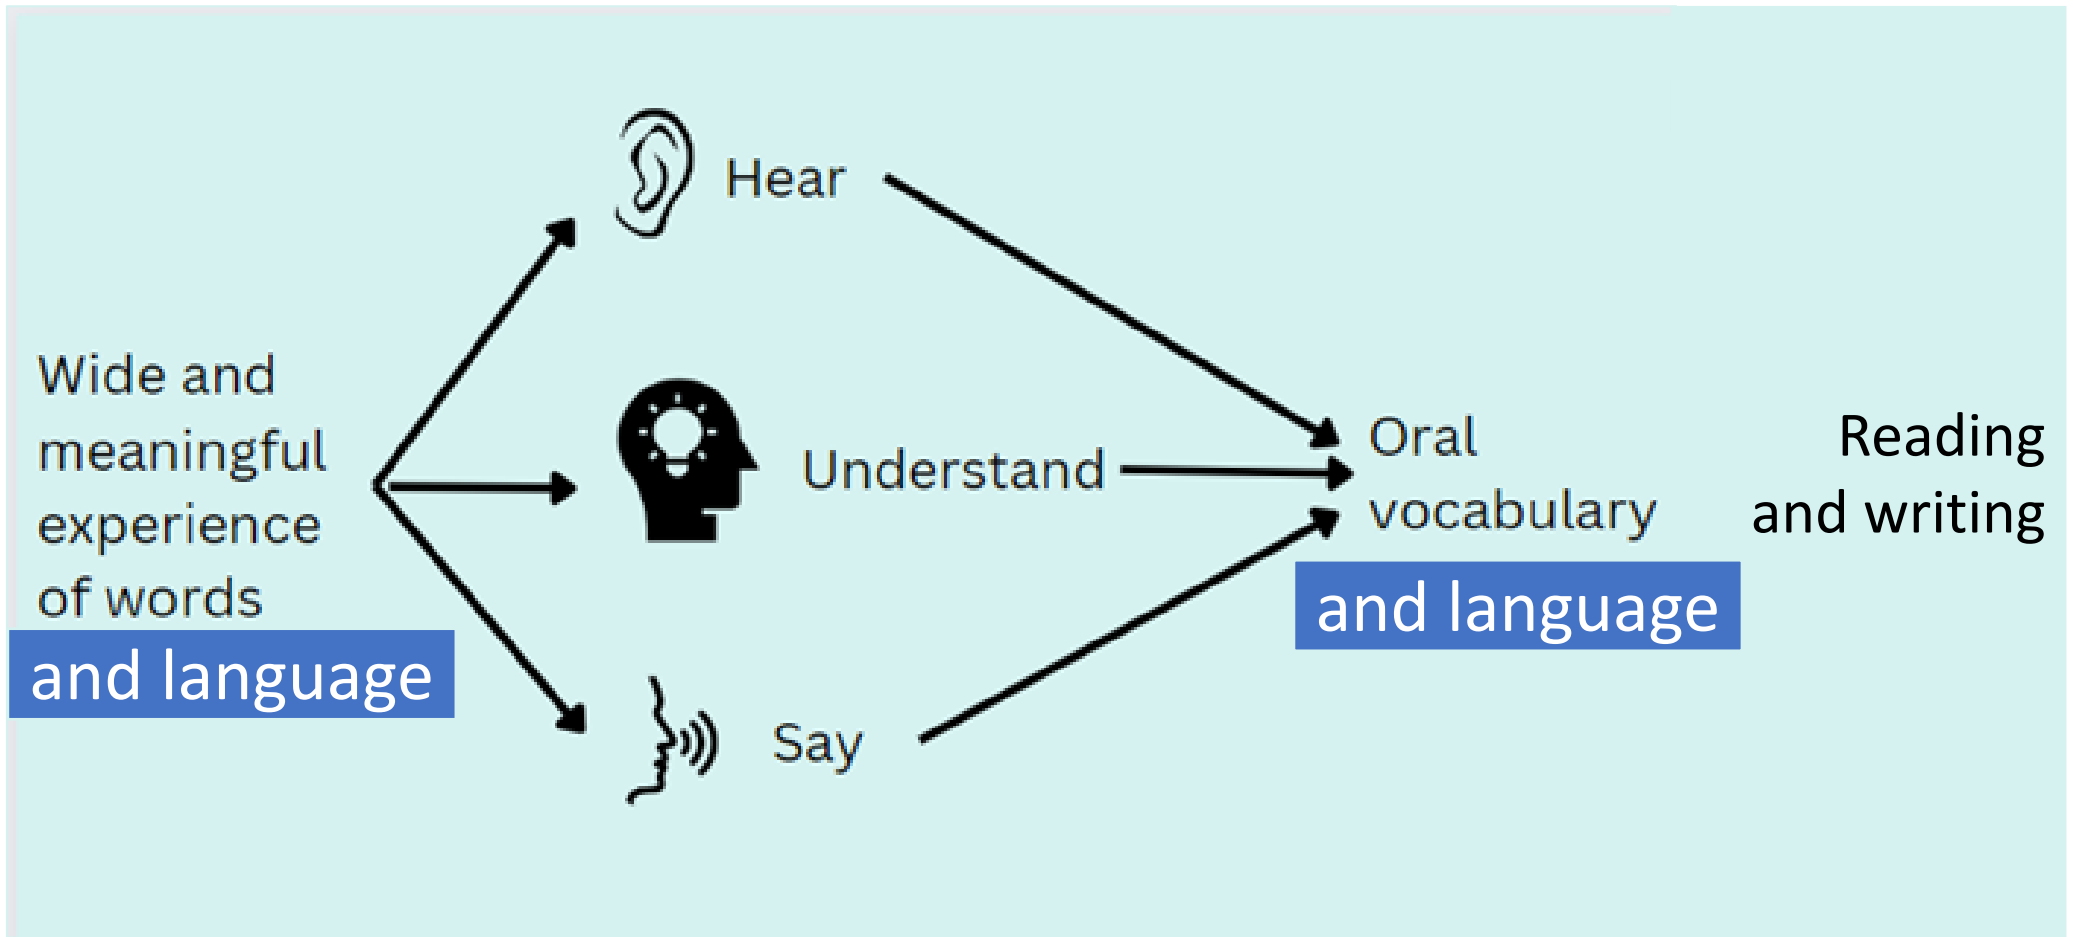 Wide and
meaningful
experience
of words
and language
Hear
Understand
Say
Oral
vocabulary
and language
Reading
and writing